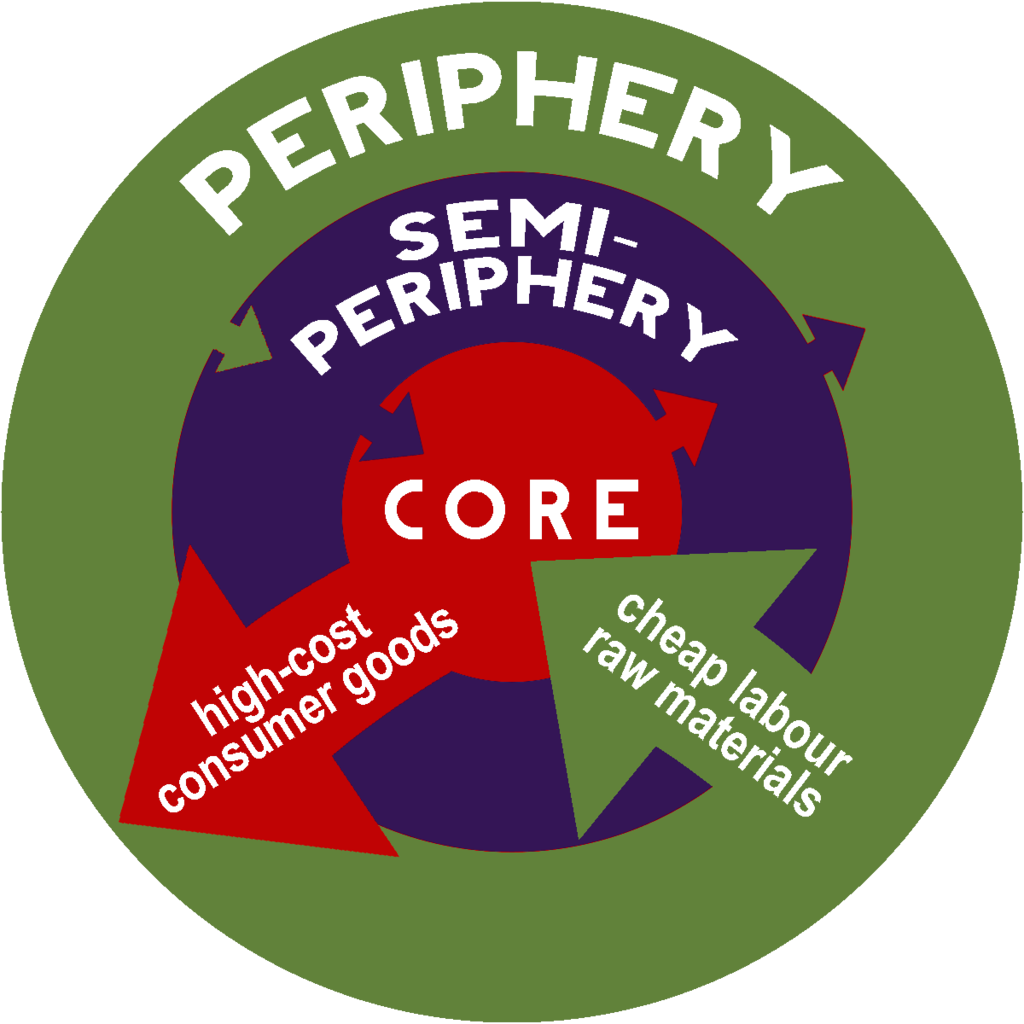 PERIPHERY
SEMI-
PERIPHERY
CORE
high-cost
consumer goods
cheap labour
raw materials